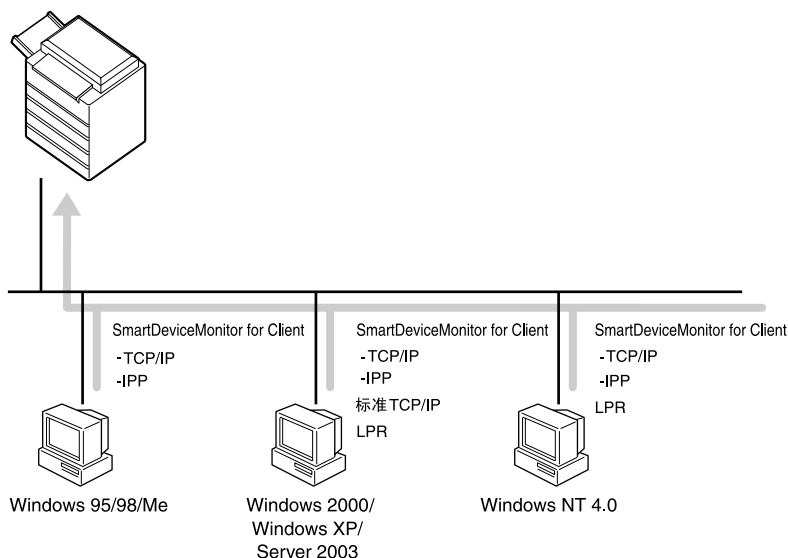 SmartDeviceMonitor for Client
-TCP/IP
-IPP
SmartDeviceMonitor for Client
-TCP/IP
-IPP
标准TCP/IP
LPR
SmartDeviceMonitor for Client
-TCP/IP
-IPP
LPR
Windows 95/98/Me
Windows 2000/
Windows XP/
Server 2003
Windows NT 4.0